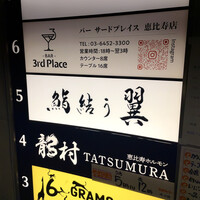 6
BAR
3rd Place
バー サードプレイス 恵比寿店
TEL:03-6452-3300
営業時間:18時〜翌3時
カウンター8席
テーブル16席
Instagram
5
鮨 結う 翼
4
龍村
恵比寿ホルモン
TATSUMURA
3
GRAMS